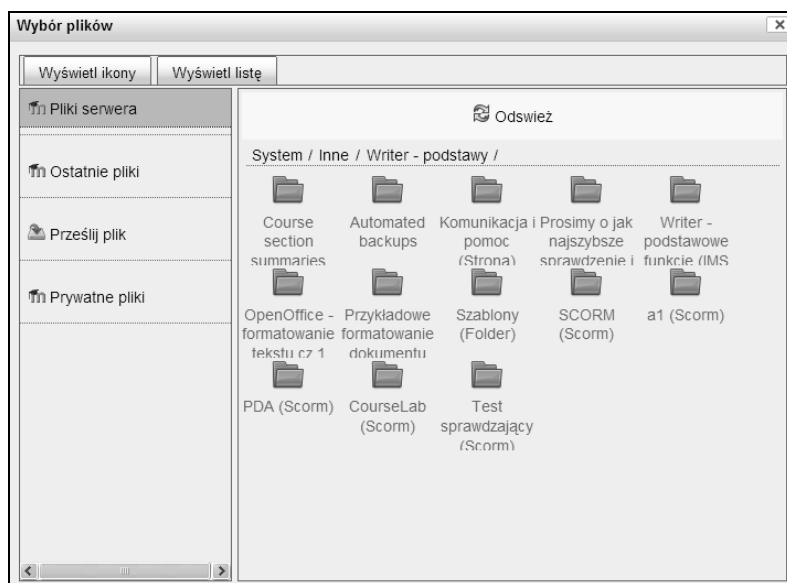 Wybór plików
Wyświetl ikony Wyświetl listę
Pliki serwera
Ostatnie pliki
Prześlij plik
Prywatne pliki
Odswież
System / Inne / Writer - podstawy /
Course section summaries
Automated backups
Komunikacja i pomoc (Strona)
Prosimy o jak najszybsze sprawdzenie i
Writer - podstawowe funkcje (IMS
OpenOffice - formatowanie tekstu cz 1
Przykładowe formatowanie dokumentu
Szablony (Folder)
SCORM (Scorm)
a1 (Scorm)
PDA (Scorm)
CourseLab (Scorm)
Test sprawdzający (Scorm)